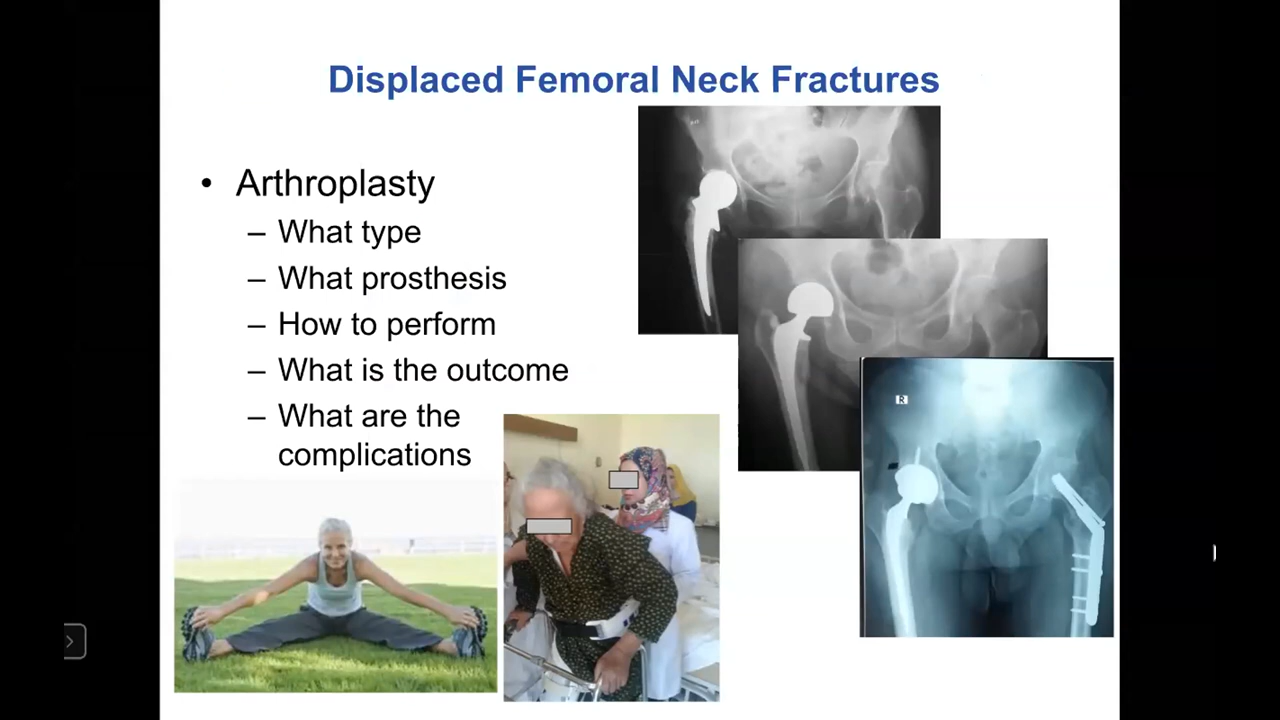 Displaced Femoral Neck Fractures
• Arthroplasty
– What type
– What prosthesis
– How to perform
– What is the outcome
– What are the
complications
R